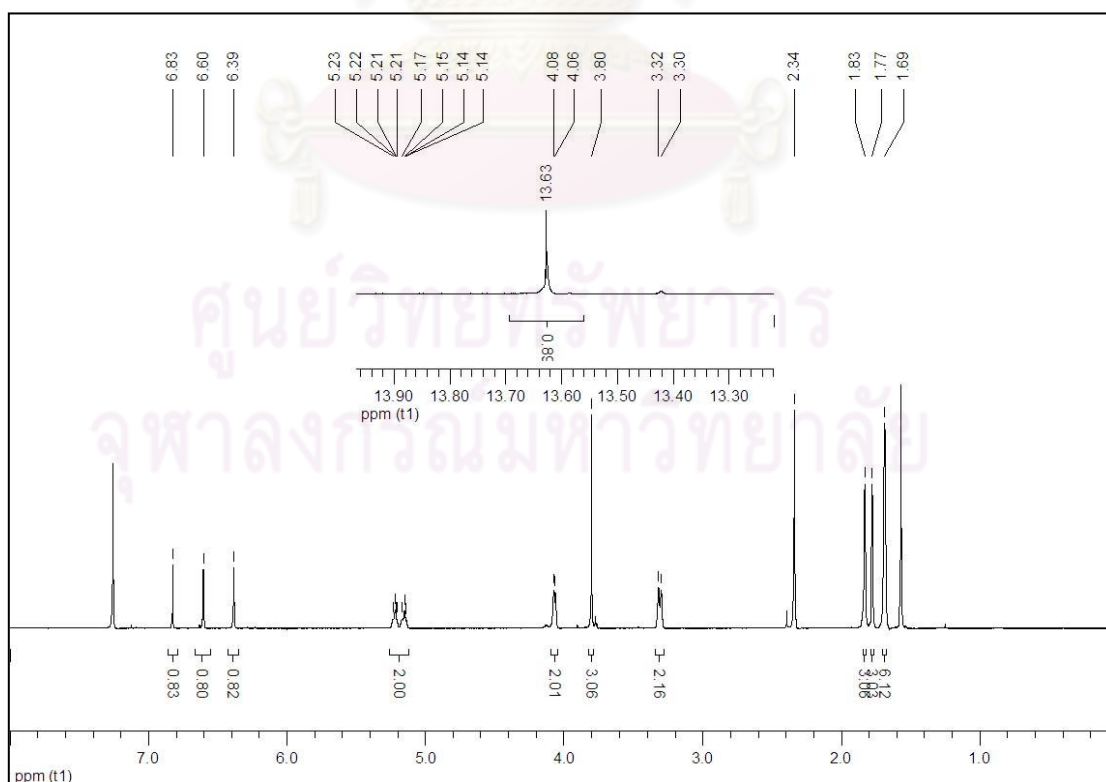 6.83 6.60 6.39 5.23 5.22 5.21 5.21 5.17 5.15 5.14 5.14 4.08 4.06 3.80 3.32 3.30 2.34 1.83 1.77 1.69
13.63
ศูนย์วิทยทรัพยากร
0.89
13.90 13.80 13.70 13.60 13.50 13.40 13.30
ppm (t1)
จุฬาลงกรณ์มหาวิทยาลัย
0.83 0.80 0.82 2.00 2.01 3.06 2.16 3.06 3.03 6.12
7.0 6.0 5.0 4.0 3.0 2.0 1.0
ppm (t1)